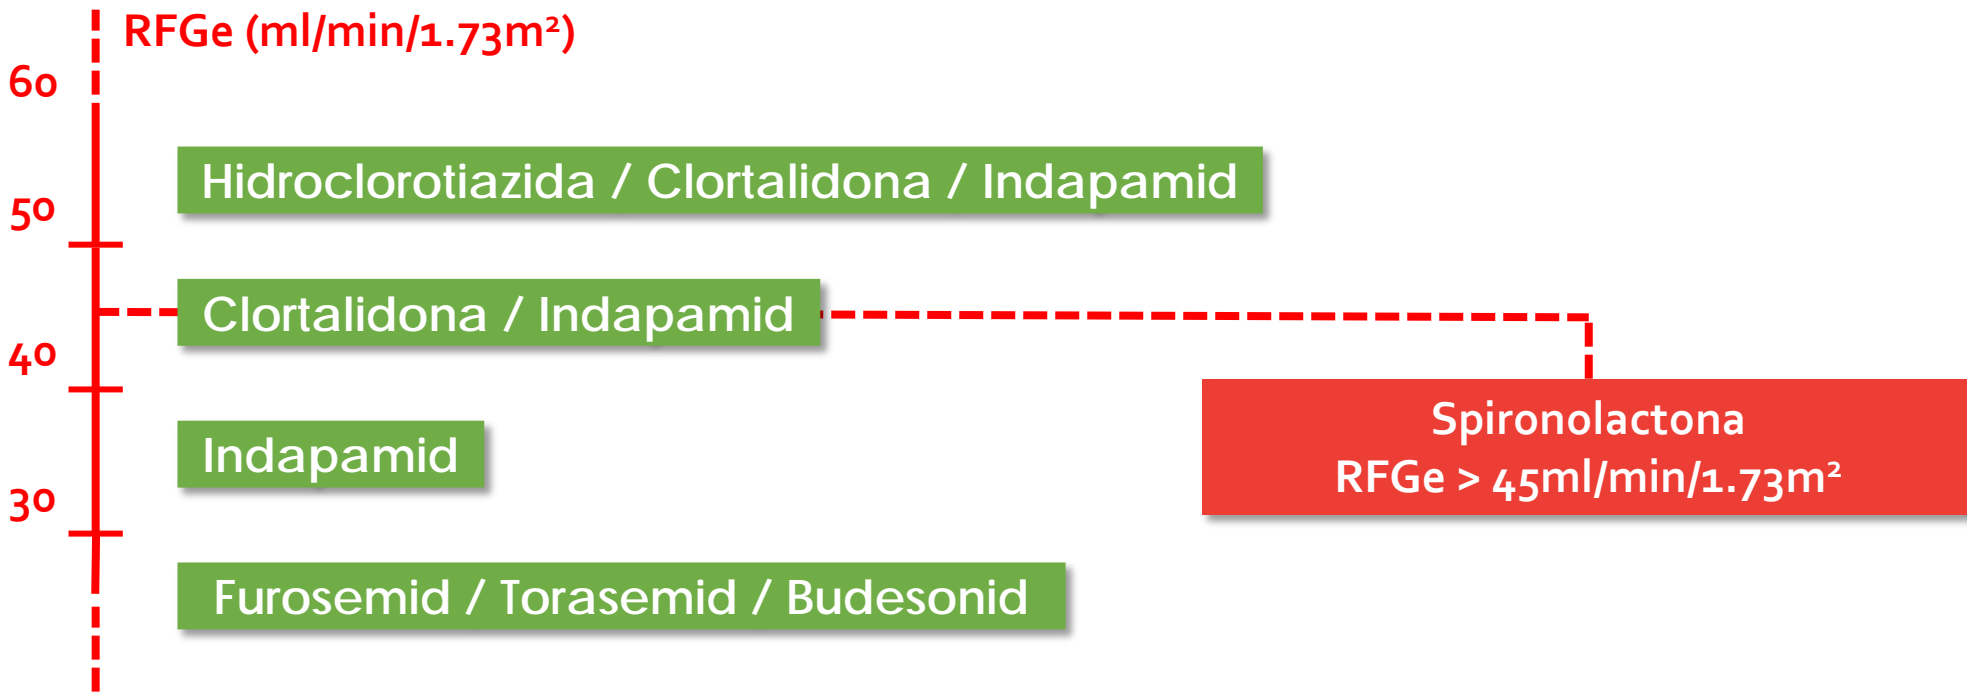 RFGe (ml/min/1.73m²)
60
Hidroclorotiazida / Clortalidona / Indapamid
50
Clortalidona / Indapamid
40
Spironolactona
RFGe > 45ml/min/1.73m²
Indapamid
30
Furosemid / Torasemid / Budesonid